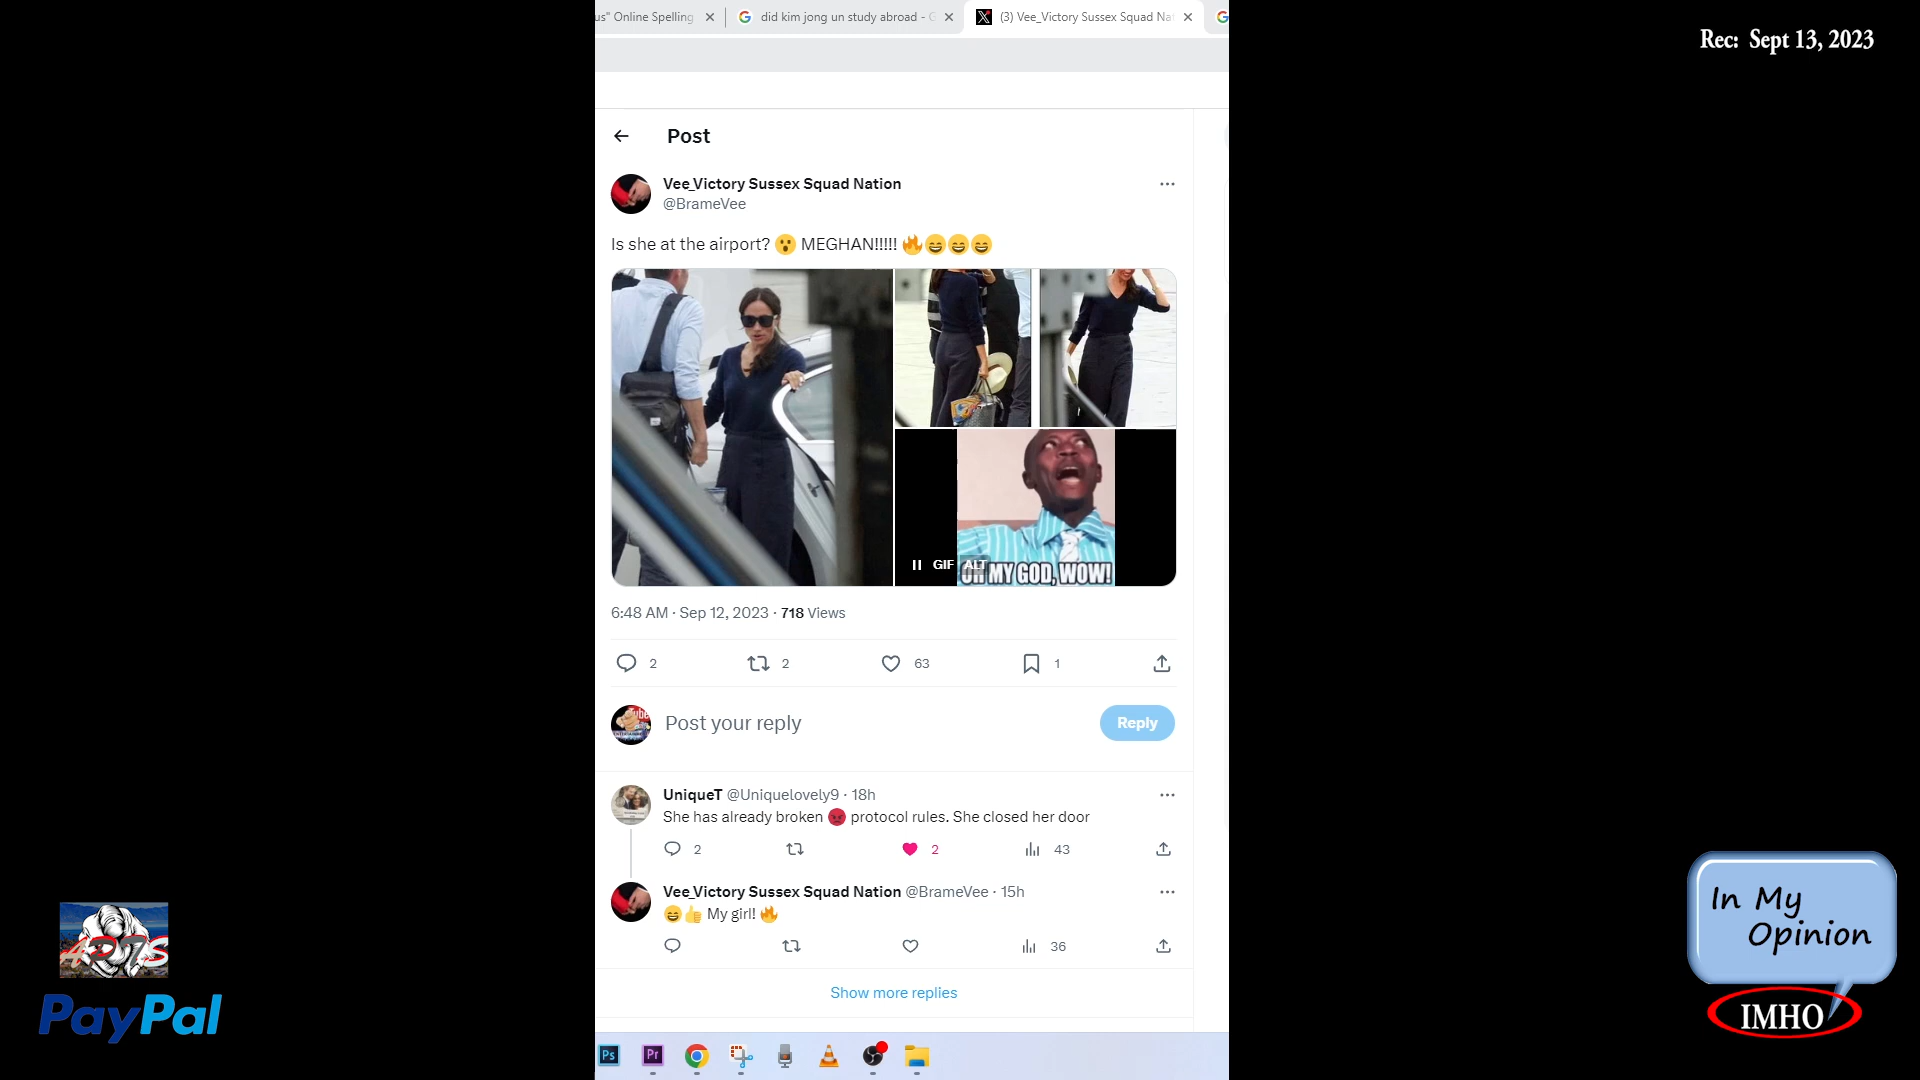 us" Online Spelling
did kim jong un study abroad - G
(3) Vee_Victory Sussex Squad Na
Rec: Sept 13, 2023
Post
Vee_Victory Sussex Squad Nation
@BrameVee
Is she at the airport? 😮 MEGHAN!!!!! 🔥😄😄😄
GIF
ALT
OH MY GOD, WOW!
6:48 AM · Sep 12, 2023 · 718 Views
2 2 63 1
Post your reply
Reply
UniqueT @Uniquelovely9 · 18h
She has already broken 😡 protocol rules. She closed her door
2 2 43
Vee_Victory Sussex Squad Nation @BrameVee · 15h
😄👍 My girl! 🔥
36
Show more replies
Ps
Pr
PayPal
In My
Opinion
IMHO